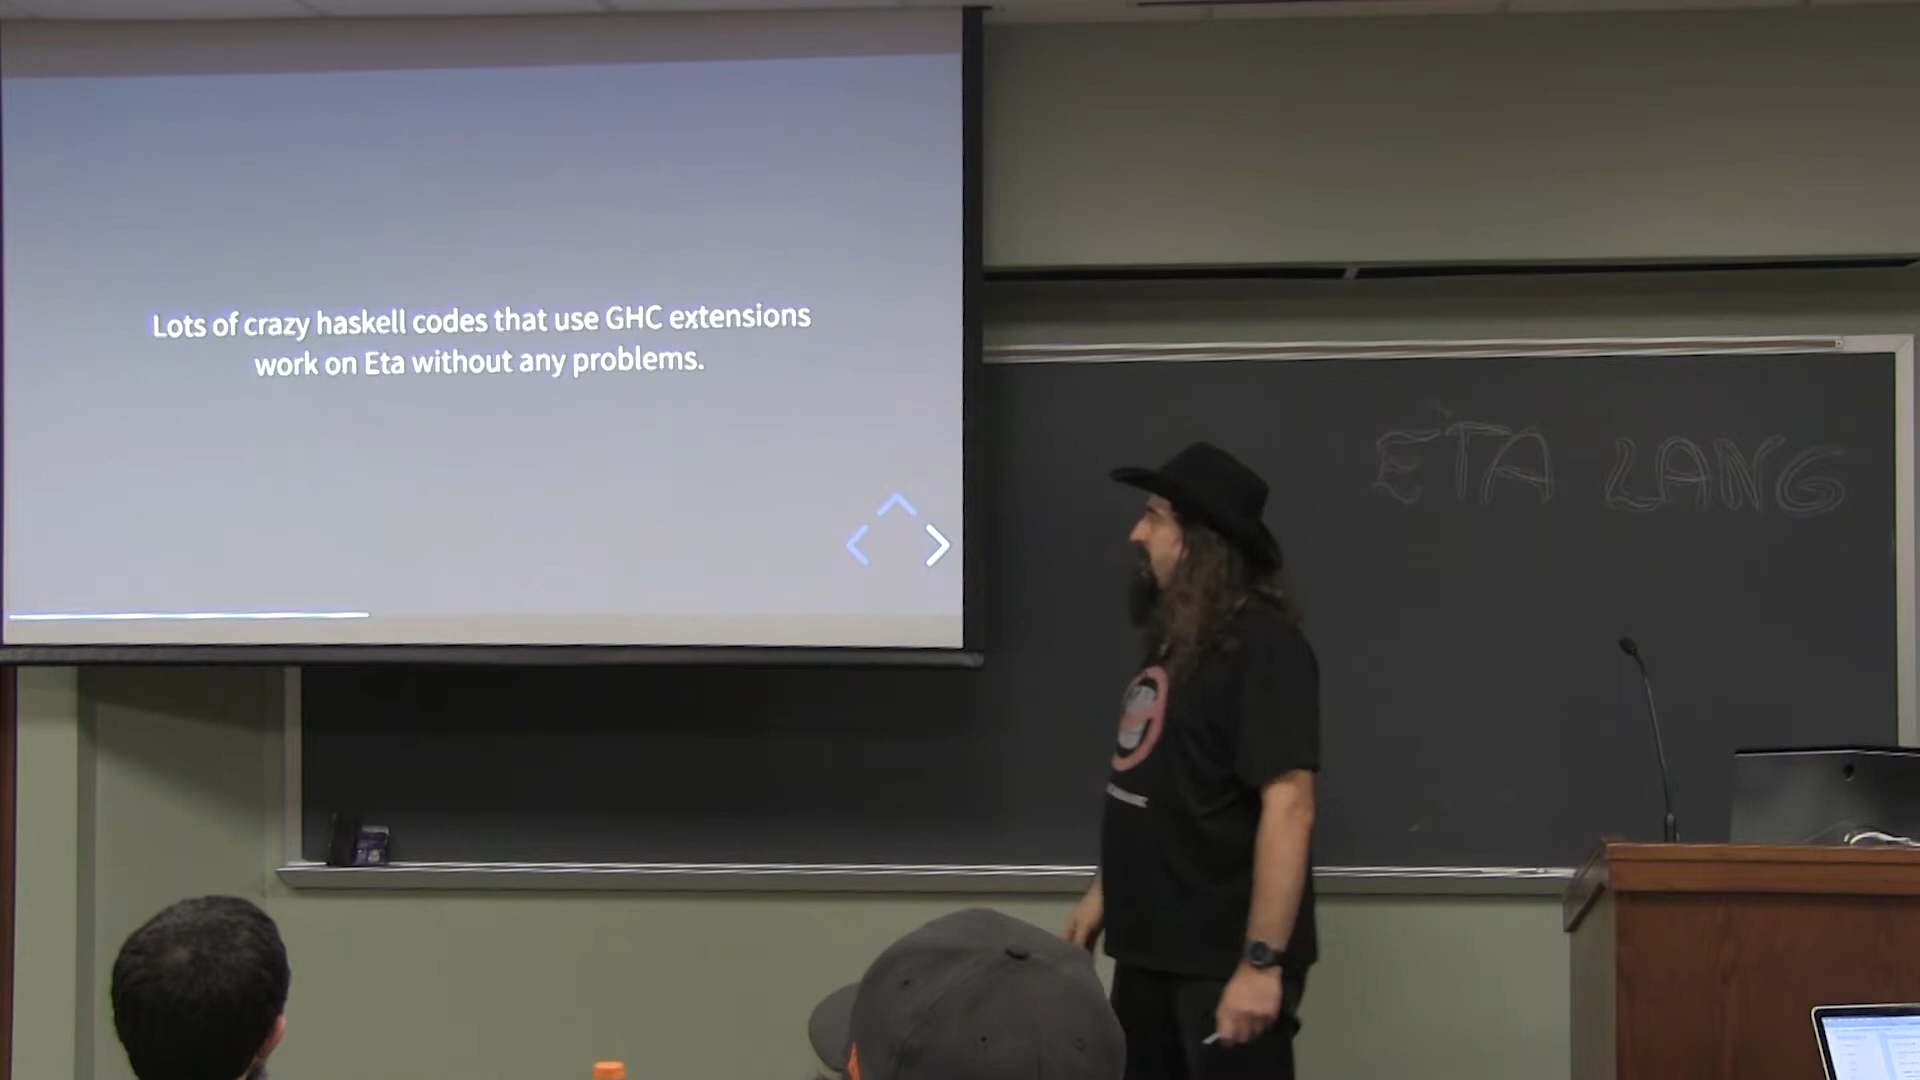 Lots of crazy haskell codes that use GHC extensions
work on Eta without any problems.
ETA LANG